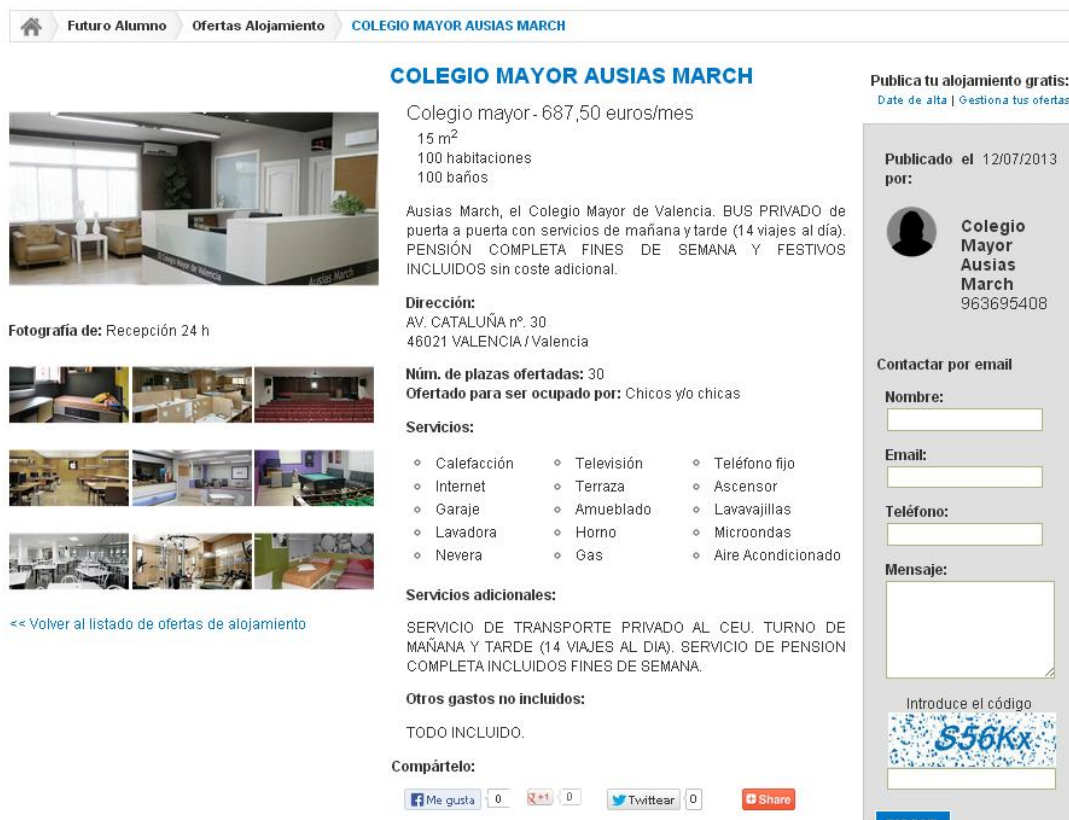 Futuro Alumno Ofertas Alojamiento COLEGIO MAYOR AUSIAS MARCH
COLEGIO MAYOR AUSIAS MARCH
Colegio mayor - 687,50 euros/mes
15 m²
100 habitaciones
100 baños
Ausias March, el Colegio Mayor de Valencia. BUS PRIVADO de
puerta a puerta con servicios de mañana y tarde (14 viajes al día).
PENSIÓN COMPLETA FINES DE SEMANA Y FESTIVOS
INCLUIDOS sin coste adicional.
Dirección:
AV. CATALUÑA nº. 30
46021 VALENCIA / Valencia
Núm. de plazas ofertadas: 30
Ofertado para ser ocupado por: Chicos y/o chicas
Servicios:
Calefacción Televisión Teléfono fijo
Internet Terraza Ascensor
Garaje Amueblado Lavavajillas
Lavadora Horno Microondas
Nevera Gas Aire Acondicionado
Servicios adicionales:
SERVICIO DE TRANSPORTE PRIVADO AL CEU. TURNO DE
MAÑANA Y TARDE (14 VIAJES AL DIA). SERVICIO DE PENSION
COMPLETA INCLUIDOS FINES DE SEMANA.
Otros gastos no incluidos:
TODO INCLUIDO.
Compártelo:
Me gusta 0 +1 0 Twittear 0 Share
El Colegio Mayor de Valencia Ausias March
Fotografía de: Recepción 24 h
<< Volver al listado de ofertas de alojamiento
Publica tu alojamiento gratis:
Date de alta | Gestiona tus ofertas
Publicado el 12/07/2013
por:
Colegio
Mayor
Ausias
March
963695408
Contactar por email
Nombre:
Email:
Teléfono:
Mensaje:
Introduce el código
S56Kx